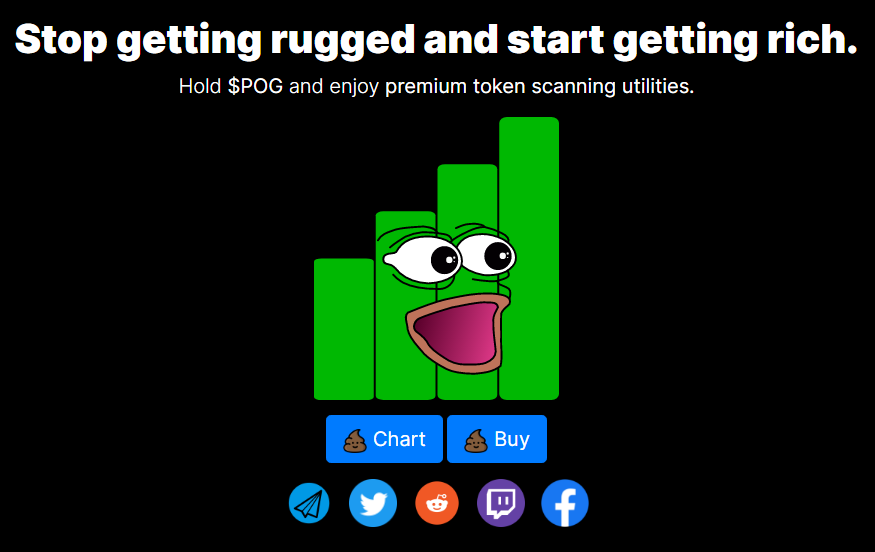 Stop getting rugged and start getting rich.
Hold $POG and enjoy premium token scanning utilities.
Chart
Buy